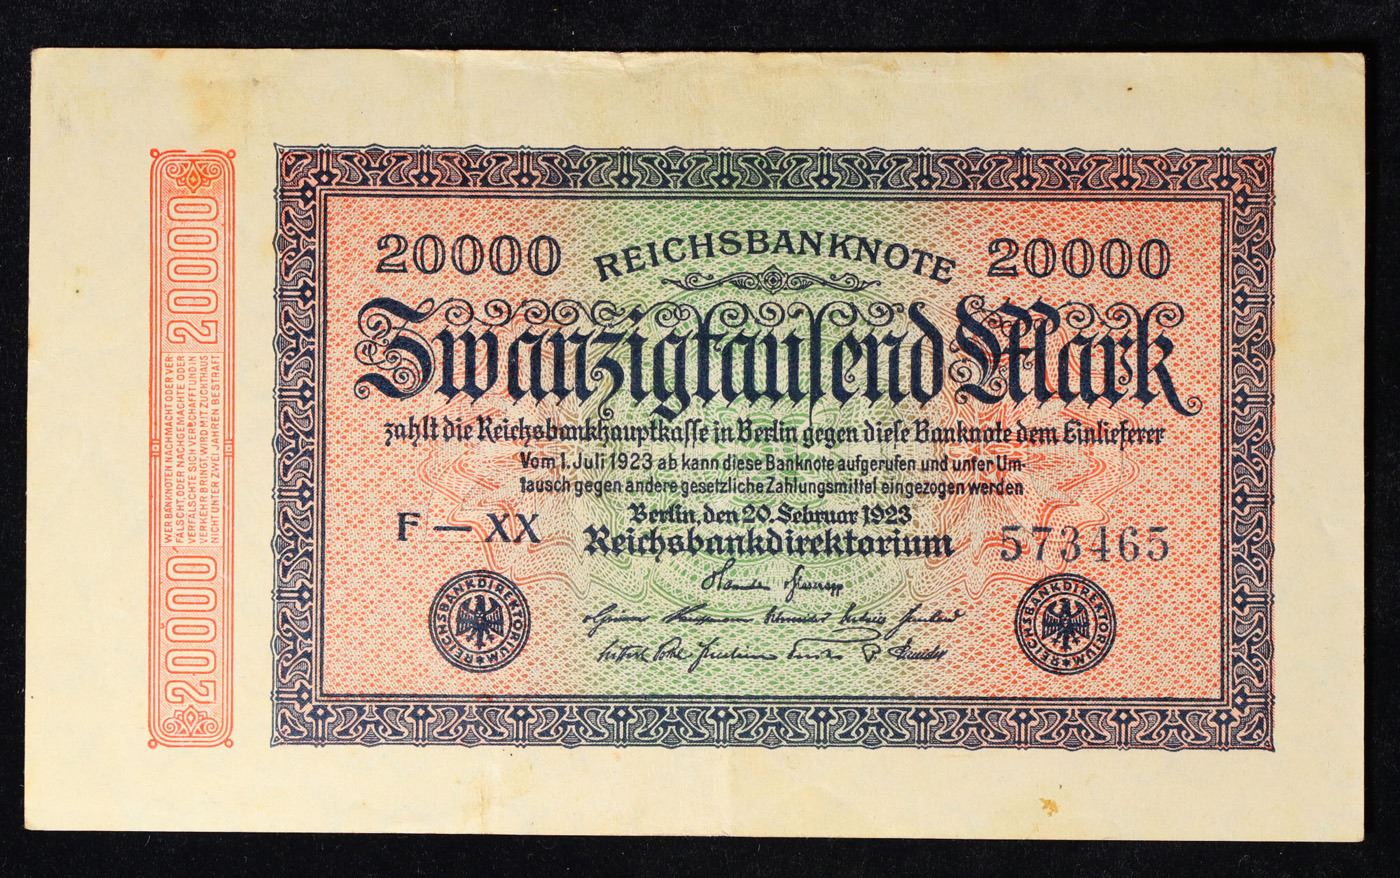 20000
REICHSBANKNOTE
20000
Zwanzigtausend Mark
zahlt die Reichsbankhauptkasse in Berlin gegen diese Banknote dem Einlieferer
Vom 1. Juli 1923 ab kann diese Banknote aufgerufen und unter Um-
tausch gegen andere gesetzliche Zahlungsmittel eingezogen werden
Berlin, den 20. Februar 1923
Reichsbankdirektorium
F — XX
573465
REICHSBANKDIREKTORIUM
REICHSBANKDIREKTORIUM
20000
WER BANKNOTEN NACHMACHT ODER VER-
FÄLSCHT, ODER NACHGEMACHTE ODER
VERFÄLSCHTE SICH VERSCHAFFT UND IN
VERKEHR BRINGT, WIRD MIT ZUCHTHAUS
NICHT UNTER ZWEI JAHREN BESTRAFT
20000